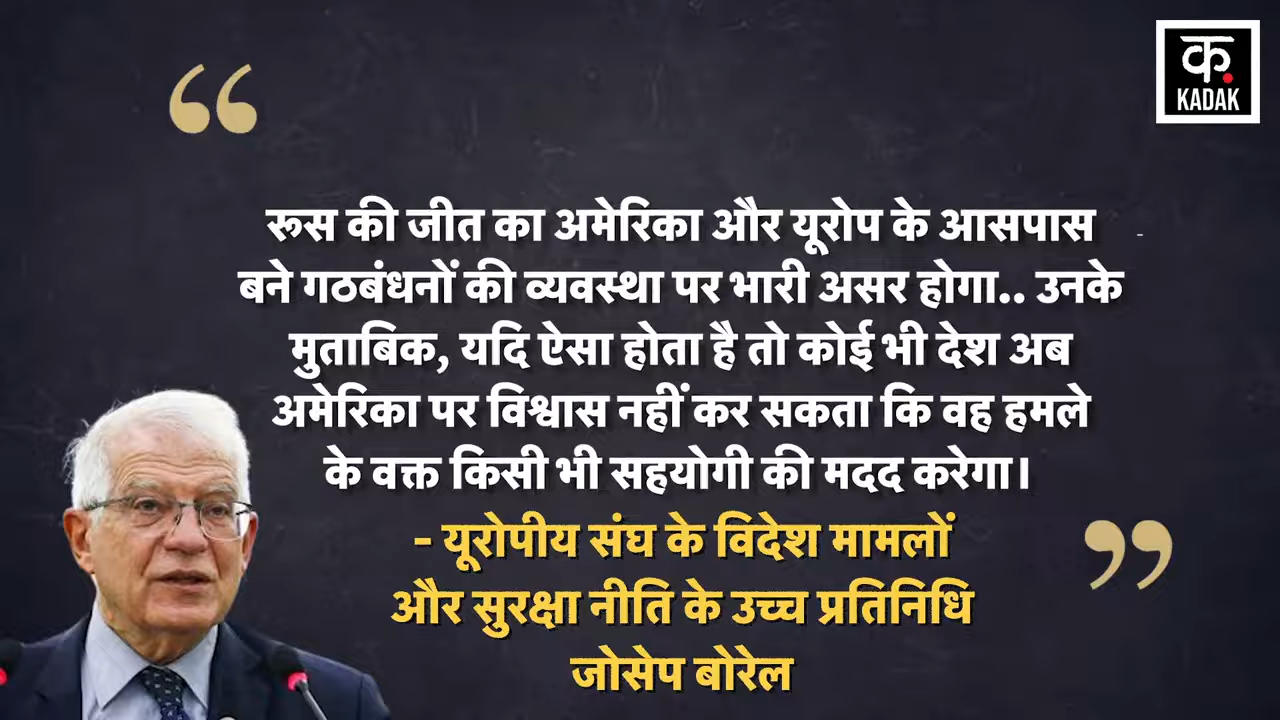 क.
KADAK
रूस की जीत का अमेरिका और यूरोप के आसपास
बने गठबंधनों की व्यवस्था पर भारी असर होगा.. उनके
मुताबिक, यदि ऐसा होता है तो कोई भी देश अब
अमेरिका पर विश्वास नहीं कर सकता कि वह हमले
के वक्त किसी भी सहयोगी की मदद करेगा।
- यूरोपीय संघ के विदेश मामलों
और सुरक्षा नीति के उच्च प्रतिनिधि
जोसेप बोरेल